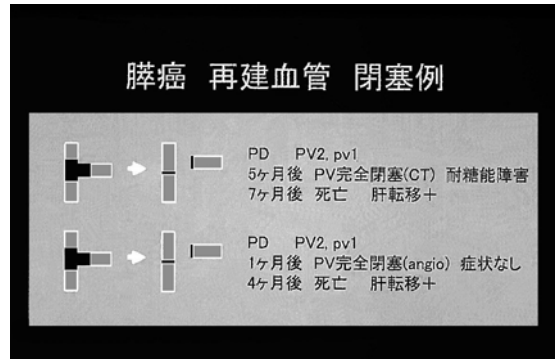 膵癌 再建血管 閉塞例
PD PV2, pv1
5ヶ月後 PV完全閉塞(CT) 耐糖能障害
7ヶ月後 死亡 肝転移+
PD PV2, pv1
1ヶ月後 PV完全閉塞(angio) 症状なし
4ヶ月後 死亡 肝転移+